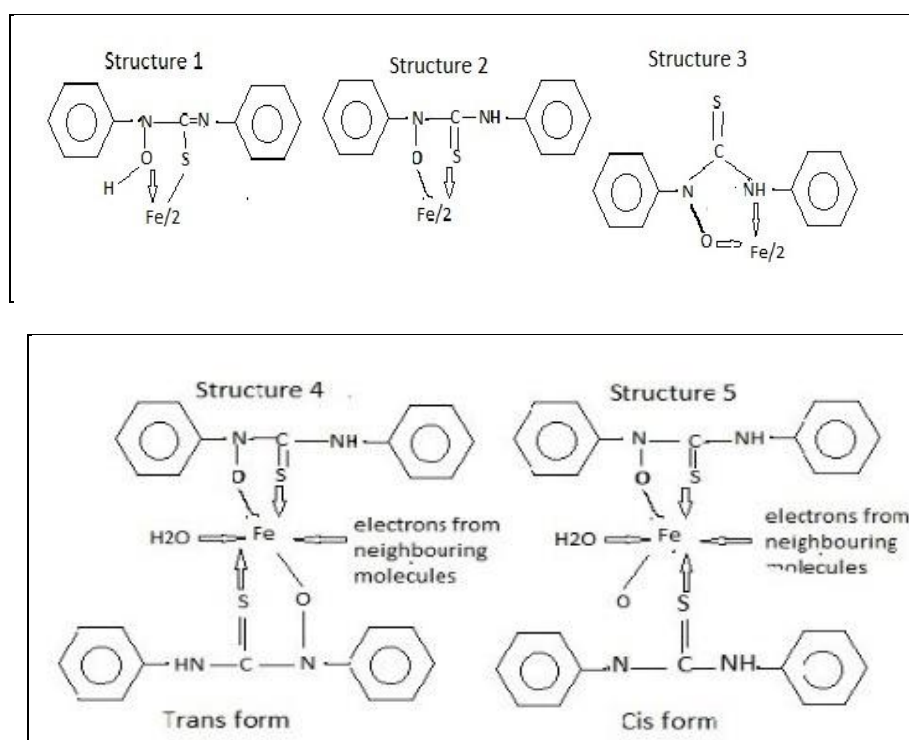 Structure 1
N C=N
O S
H
Fe/2
Structure 2
N C NH
O S
Fe/2
Structure 3
S
C
N NH
O Fe/2
Structure 4
N C NH
O S
H2O Fe electrons from
neighbouring
molecules
S O
HN C N
Trans form
Structure 5
N C NH
O S
H2O Fe electrons from
neighbouring
molecules
O S
N C NH
Cis form